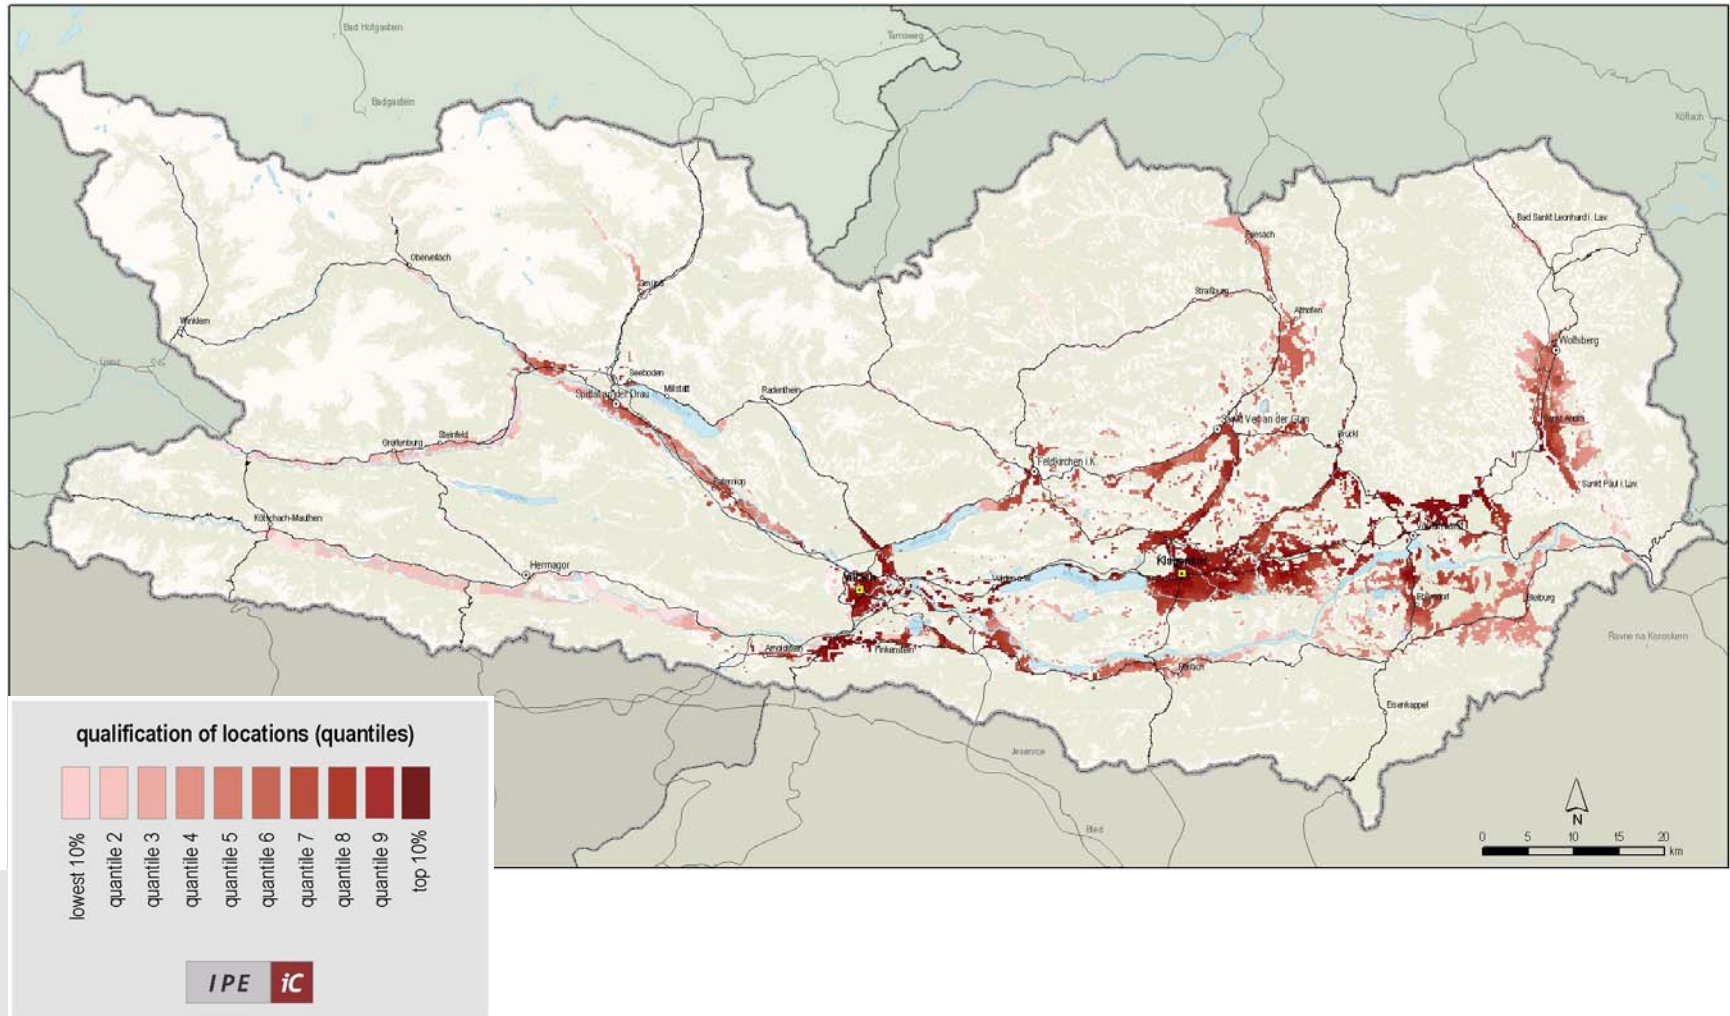 Bad Hofgastein
Tamsweg
Badgastein
Köflach
Bad Sankt Leonhard i. Lav.
Friesach
Obervellach
Gmünd
Straßburg
Althofen
Winklern
Lienz
Wolfsberg
Seeboden
Millstatt
Radenthein
Spittal an der Drau
Sankt Veit an der Glan
Sankt Andrä
Greifenburg
Steinfeld
Brückl
Feldkirchen i.K.
Paternion
Sankt Paul i. Lav.
Kötschach-Mauthen
Völkermarkt
Hermagor
Villach
Velden a.W.
Klagenfurt
Eberndorf
Bleiburg
Arnoldstein
Finkenstein
Ferlach
Ravne na Koroskem
Eisenkappel
Jesenice
Bled
N
0 5 10 15 20
km
qualification of locations (quantiles)
lowest 10%
quantile 2
quantile 3
quantile 4
quantile 5
quantile 6
quantile 7
quantile 8
quantile 9
top 10%
IPE iC